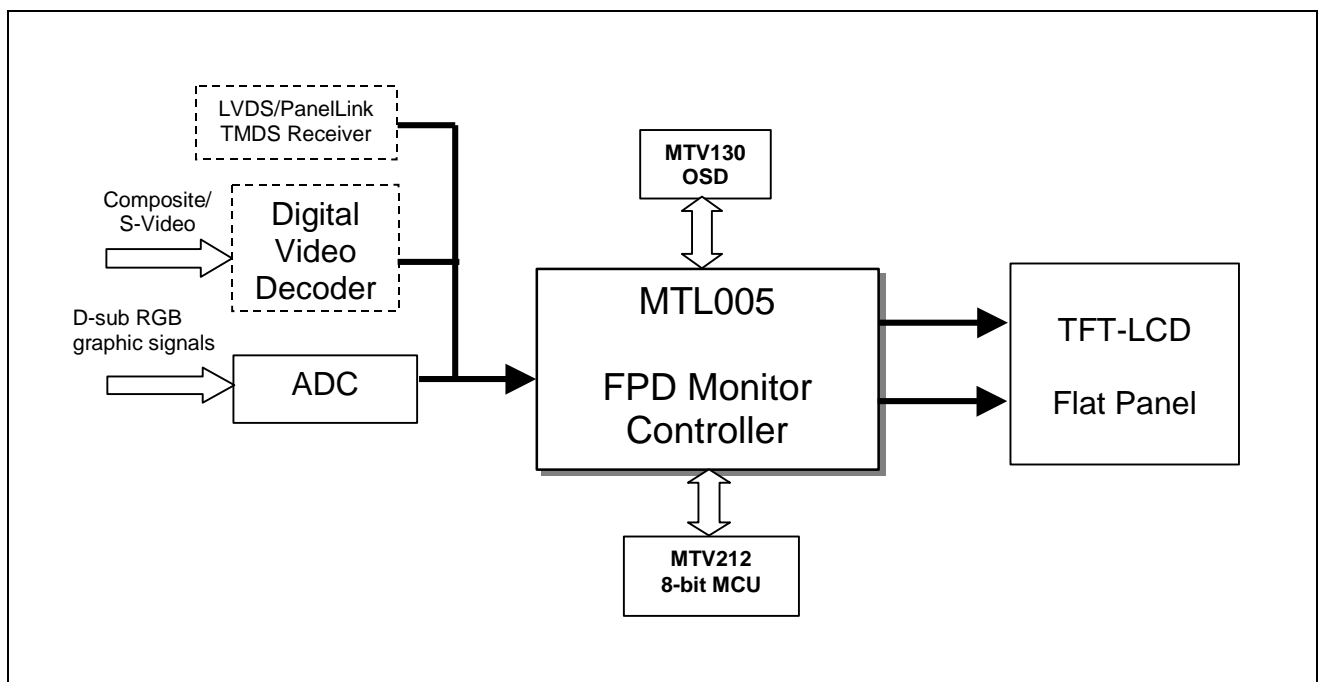 LVDS/PanelLink
TMDS Receiver
MTV130
OSD
Composite/
S-Video
Digital
Video
Decoder
D-sub RGB
graphic signals
ADC
MTL005
FPD Monitor
Controller
TFT-LCD
Flat Panel
MTV212
8-bit MCU